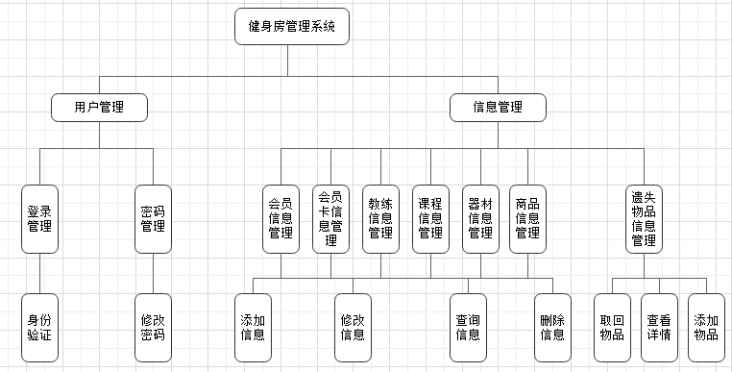 健身房管理系统
用户管理
信息管理
登录
管理
密码
管理
会员
信息
管理
会员
卡信
息管
理
教练
信息
管理
课程
信息
管理
器材
信息
管理
商品
信息
管理
遗失
物品
信息
管理
身份
验证
修改
密码
添加
信息
修改
信息
查询
信息
删除
信息
取回
物品
查看
详情
添加
物品